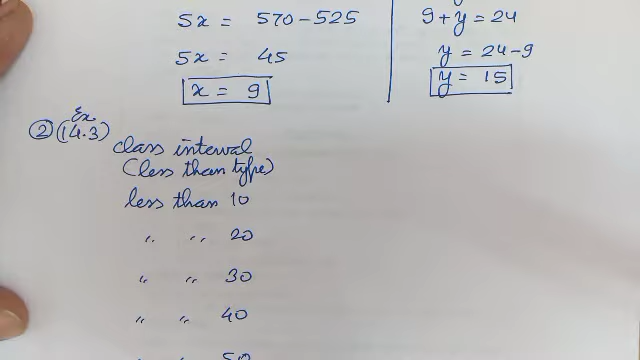 5x = 570-525
5x = 45
x = 9
9+y = 24
y = 24-9
y = 15
Ex
② (14.3)
class interval
(less than type)
less than 10
〃 〃 20
〃 〃 30
〃 〃 40
〃 〃 50